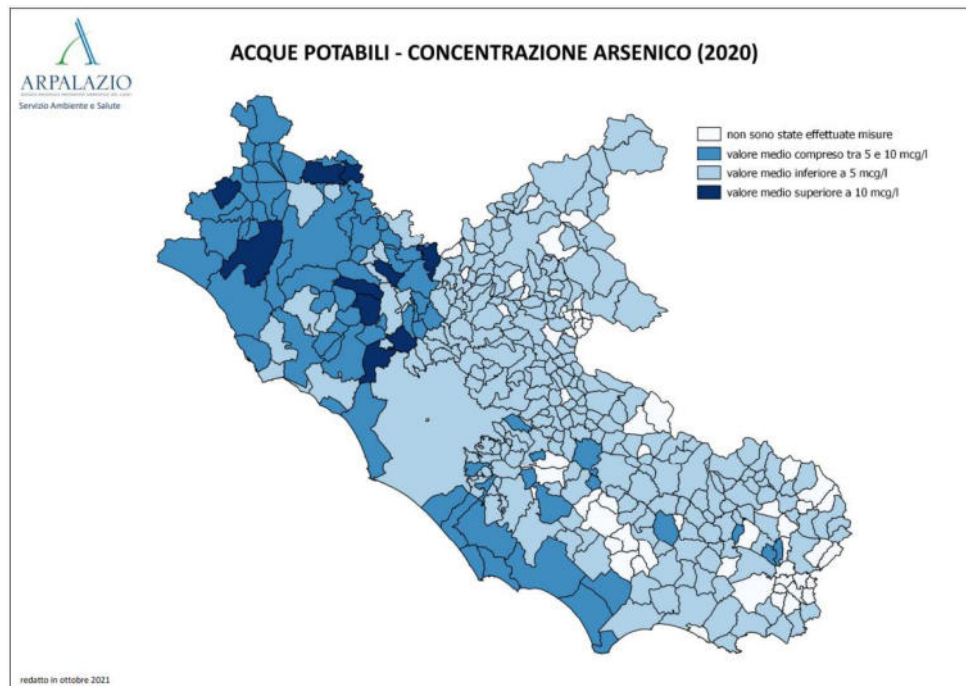 ARPALAZIO
Servizio Ambiente e Salute
ACQUE POTABILI - CONCENTRAZIONE ARSENICO (2020)
non sono state effettuate misure
valore medio compreso tra 5 e 10 mcg/l
valore medio inferiore a 5 mcg/l
valore medio superiore a 10 mcg/l
redatto in ottobre 2021